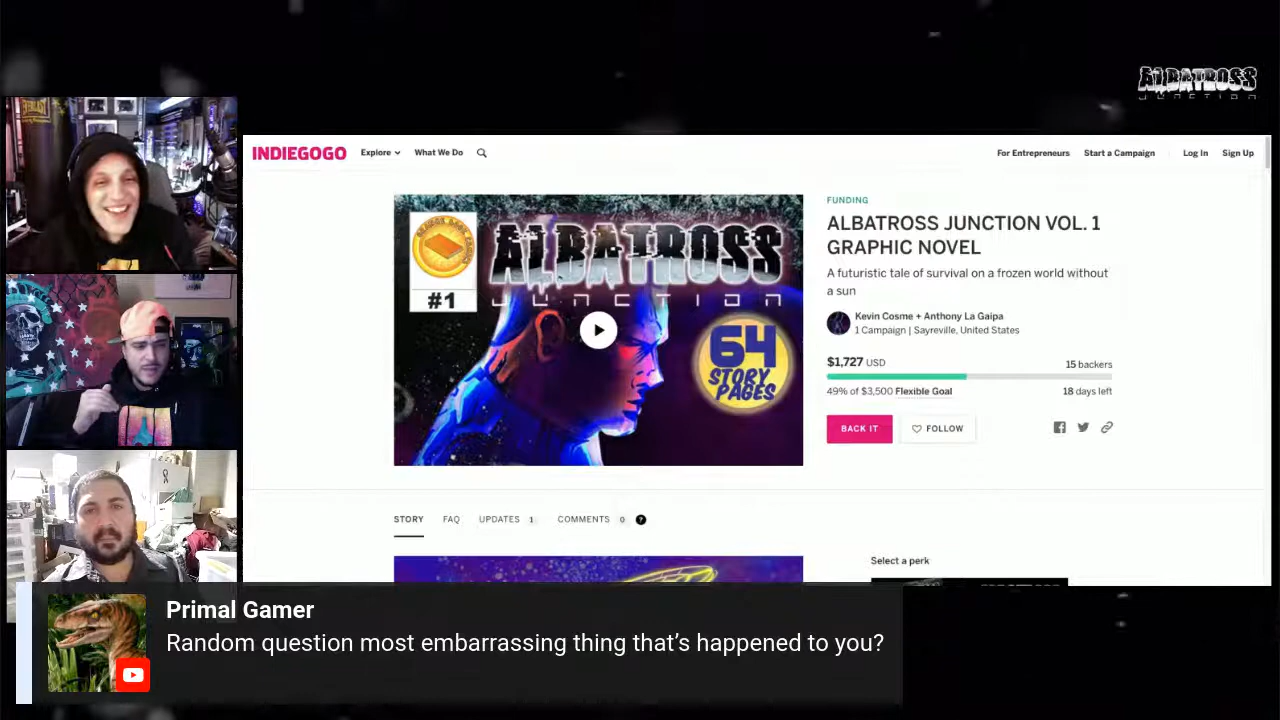 ALBATROSS
JUNCTION
EVERLAST
INDIEGOGO
Explore
What We Do
For Entrepreneurs
Start a Campaign
Log In
Sign Up
#1
ALBATROSS
JUNCTION
64
STORY
PAGES
FUNDING
ALBATROSS JUNCTION VOL. 1
GRAPHIC NOVEL
A futuristic tale of survival on a frozen world without
a sun
Kevin Cosme + Anthony La Gaipa
1 Campaign | Sayreville, United States
$1,727 USD
15 backers
49% of $3,500 Flexible Goal
18 days left
BACK IT
FOLLOW
STORY
FAQ
UPDATES 1
COMMENTS 0 ?
Select a perk
Primal Gamer
Random question most embarrassing thing that’s happened to you?